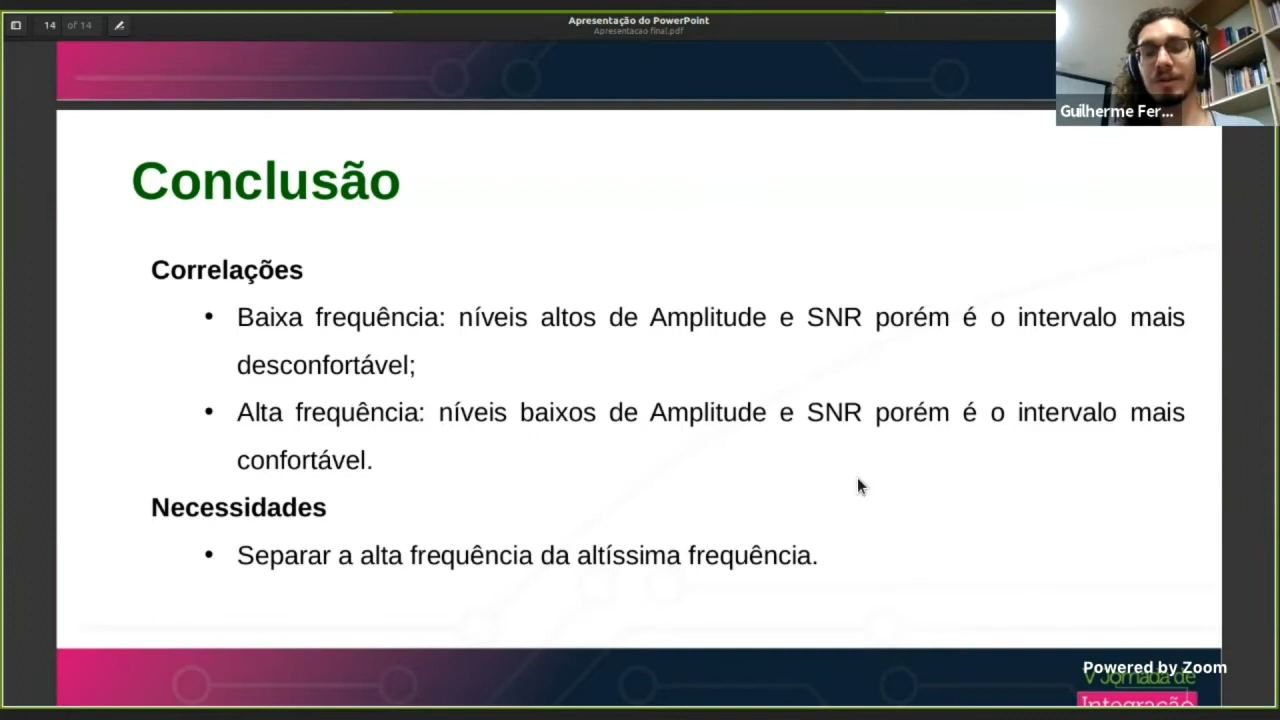 14 of 14
Apresentação do PowerPoint
Apresentacao final.pdf
Guilherme Fer...
Conclusão
Correlações
• Baixa frequência: níveis altos de Amplitude e SNR porém é o intervalo mais
desconfortável;
• Alta frequência: níveis baixos de Amplitude e SNR porém é o intervalo mais
confortável.
Necessidades
• Separar a alta frequência da altíssima frequência.
Powered by Zoom
V Jornada de
Integração